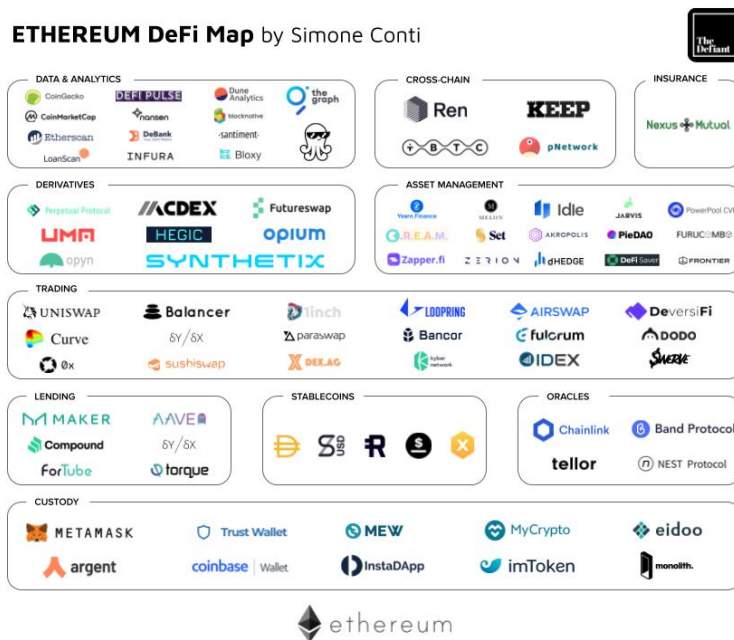 ETHEREUM DeFi Map by Simone Conti
The Defiant
DATA & ANALYTICS
CoinGecko DEFI PULSE Dune Analytics the graph
CoinMarketCap nansen blocknative
Etherscan DeBank santiment
LoanScan INFURA Bloxy
CROSS-CHAIN
Ren KEEP
TBTC pNetwork
INSURANCE
Nexus Mutual
DERIVATIVES
Perpetual Protocol MCDEX Futureswap
UMA HEGIC opium
opyn SYNTHETIX
ASSET MANAGEMENT
Yearn.Finance MELON Idle JARVIS PowerPool CVP
C.R.E.A.M. Set AKROPOLIS PieDAO FURUCOMBO
Zapper.fi ZERION dHEDGE DeFi Saver FRONTIER
TRADING
UNISWAP Balancer 1inch LOOPRING AIRSWAP DeversiFi
Curve δY/δX paraswap Bancor fulcrum DODO
0x sushiswap DEX.AG kyber network IDEX SWERVE
LENDING
MAKER AAVE
Compound δY/δX
ForTube torque
STABLECOINS
S USD R $
ORACLES
Chainlink Band Protocol
tellor NEST Protocol
CUSTODY
METAMASK Trust Wallet MEW MyCrypto eidoo
argent coinbase | Wallet InstaDApp imToken monolith.
ethereum